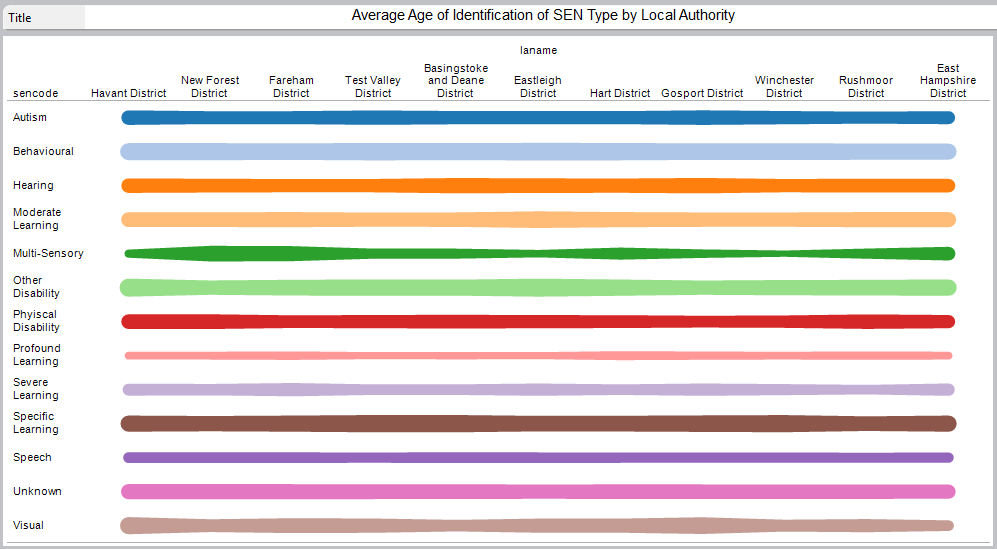 Title
Average Age of Identification of SEN Type by Local Authority
laname
sencode
Havant District
New Forest
District
Fareham
District
Test Valley
District
Basingstoke
and Deane
District
Eastleigh
District
Hart District
Gosport District
Winchester
District
Rushmoor
District
East
Hampshire
District
Autism
Behavioural
Hearing
Moderate
Learning
Multi-Sensory
Other
Disability
Phyiscal
Disability
Profound
Learning
Severe
Learning
Specific
Learning
Speech
Unknown
Visual